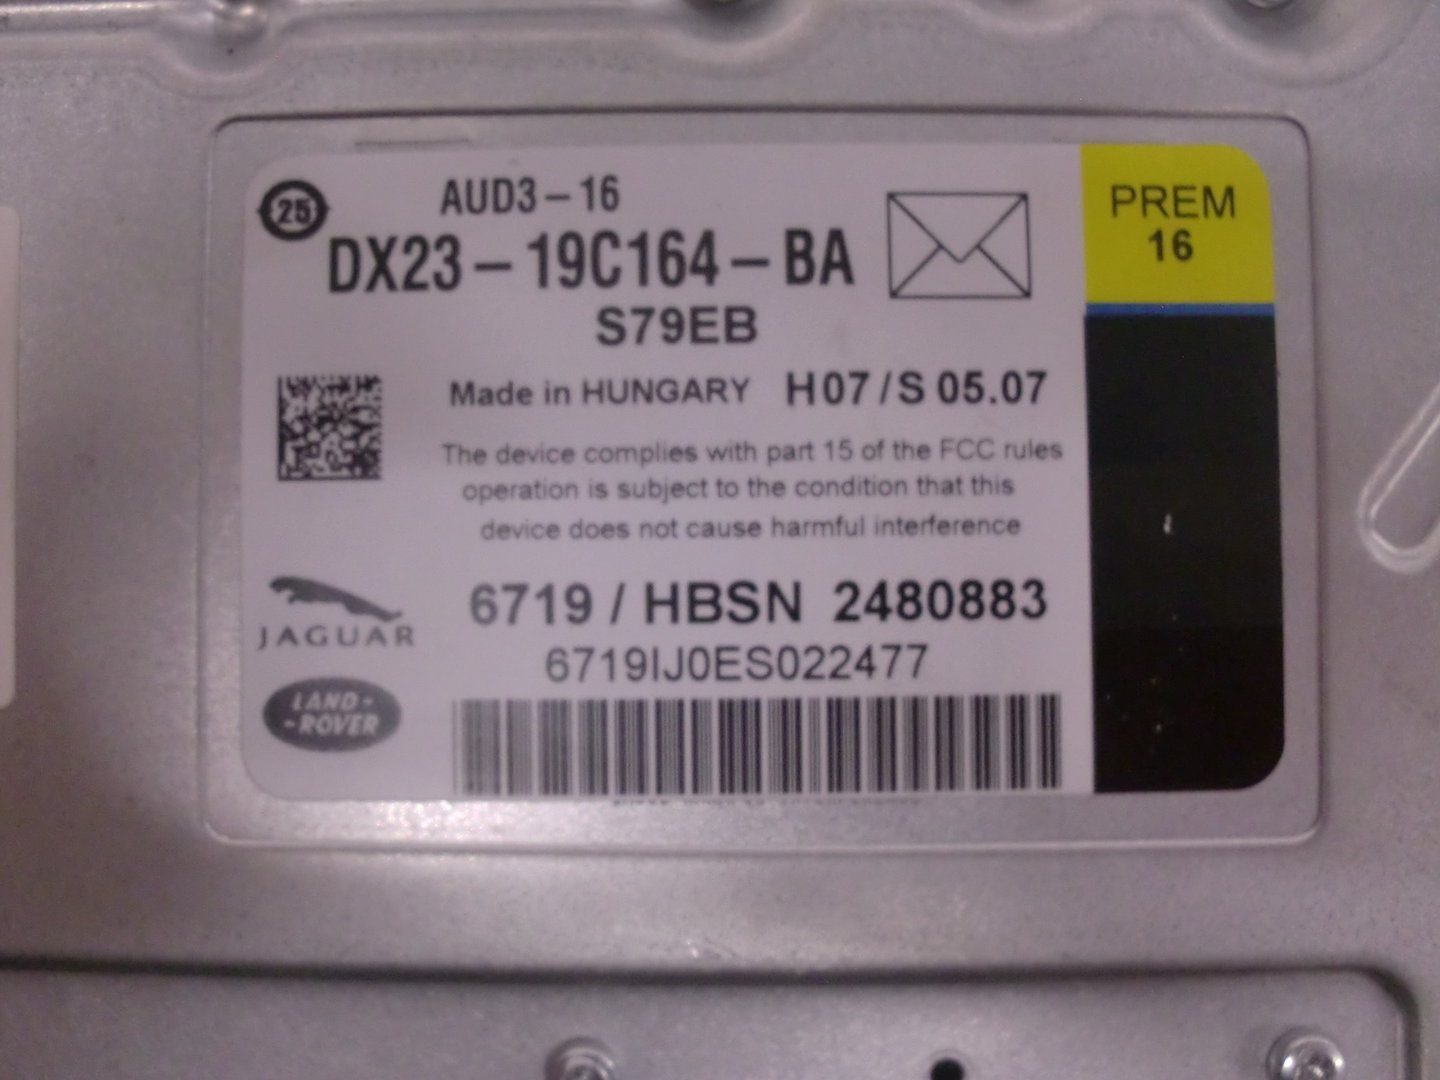 25
AUD3-16
DX23-19C164-BA
S79EB
PREM
16
Made in HUNGARY H07/S 05.07
The device complies with part 15 of the FCC rules
operation is subject to the condition that this
device does not cause harmful interference
6719 / HBSN 2480883
6719IJ0ES022477
JAGUAR
LAND-
-ROVER